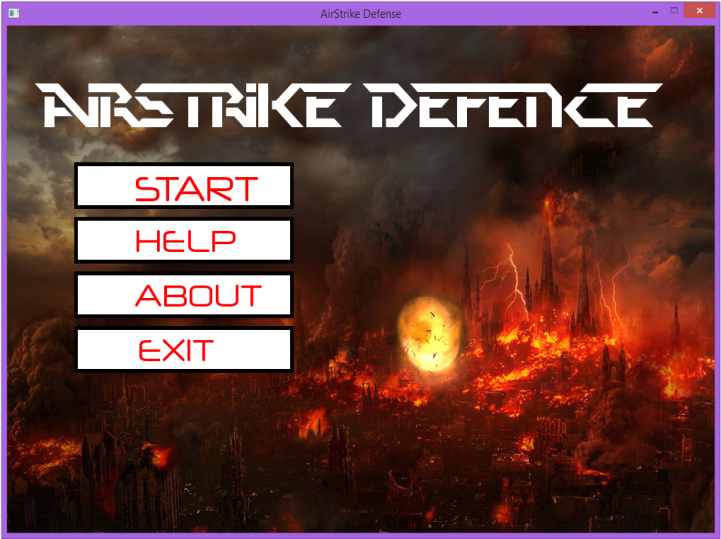 AirStrike Defense
AIRSTRIKE DEFENCE
START
HELP
ABOUT
EXIT